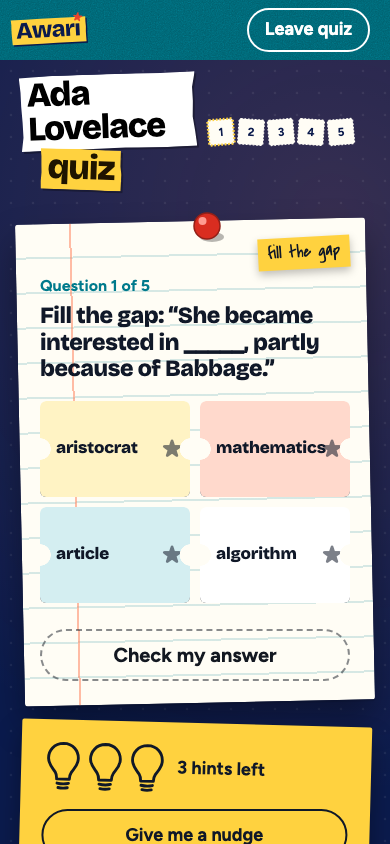 Awari
Leave quiz
Ada
Lovelace
quiz
1 2 3 4 5
fill the gap
Question 1 of 5
Fill the gap: “She became
interested in _____, partly
because of Babbage.”
aristocrat
mathematics
article
algorithm
Check my answer
3 hints left
Give me a nudge